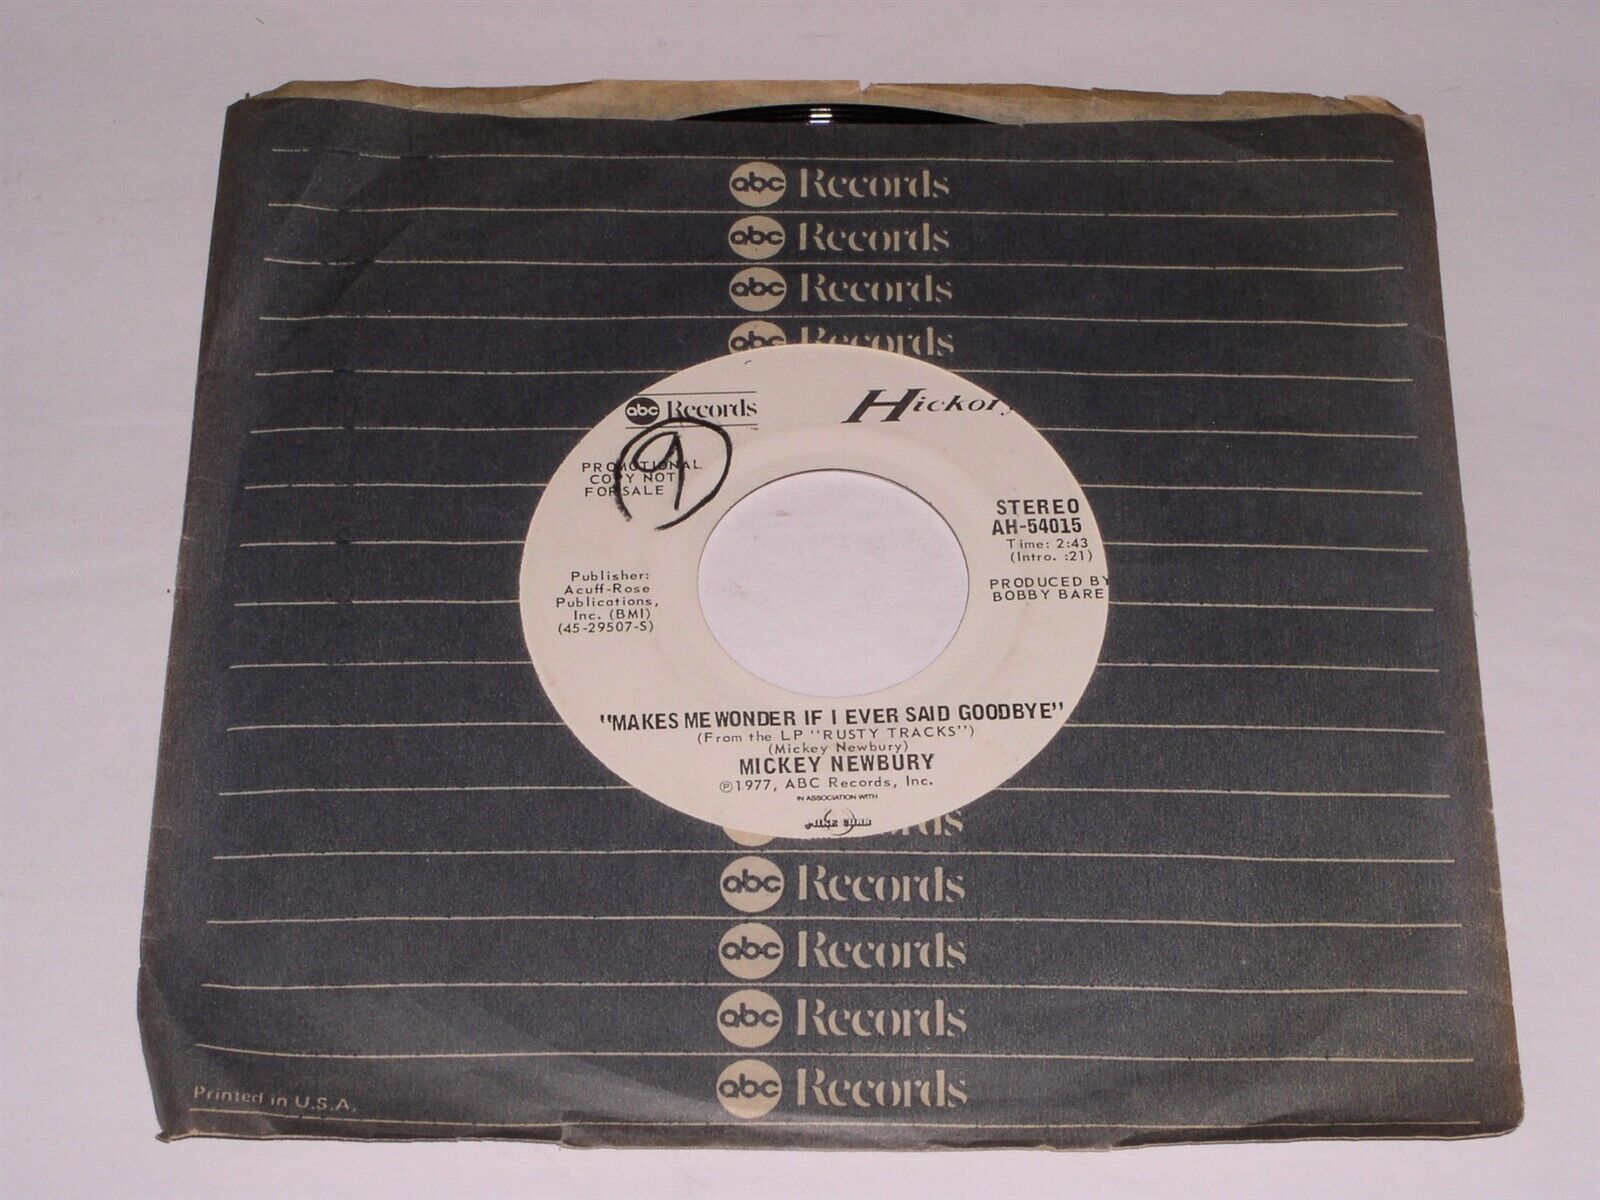 abc Records
abc Records
abc Records
abc Records
abc Records
Hickory
9
PROMOTIONAL
COPY NOT
FOR SALE
STEREO
AH-54015
Time: 2:43
(Intro. :21)
PRODUCED BY
BOBBY BARE
Publisher:
Acuff-Rose
Publications,
Inc. (BMI)
(45-29507-S)
"MAKES ME WONDER IF I EVER SAID GOODBYE"
(From the LP "RUSTY TRACKS")
(Mickey Newbury)
MICKEY NEWBURY
℗1977, ABC Records, Inc.
IN ASSOCIATION WITH
MIKE CURB
abc Records
abc Records
abc Records
abc Records
Printed in U.S.A.